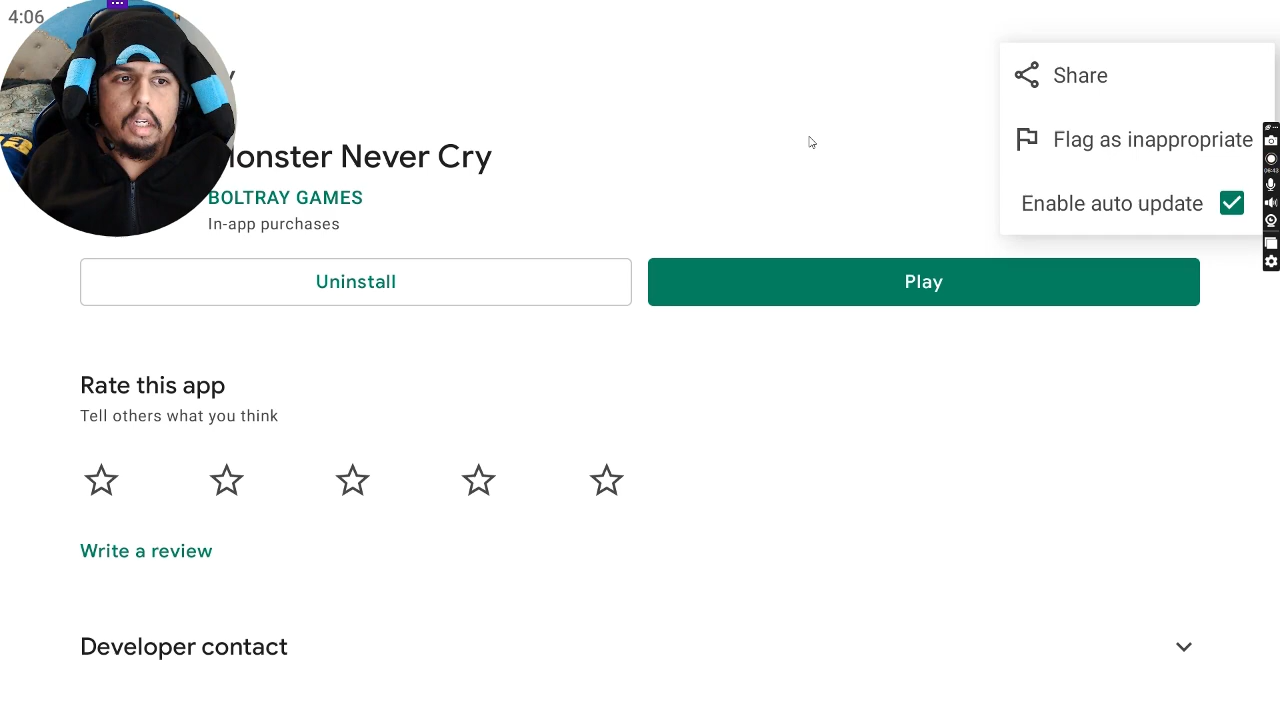 4:06
Monster Never Cry
BOLTRAY GAMES
In-app purchases
Share
Flag as inappropriate
Enable auto update
Uninstall
Play
Rate this app
Tell others what you think
Write a review
Developer contact